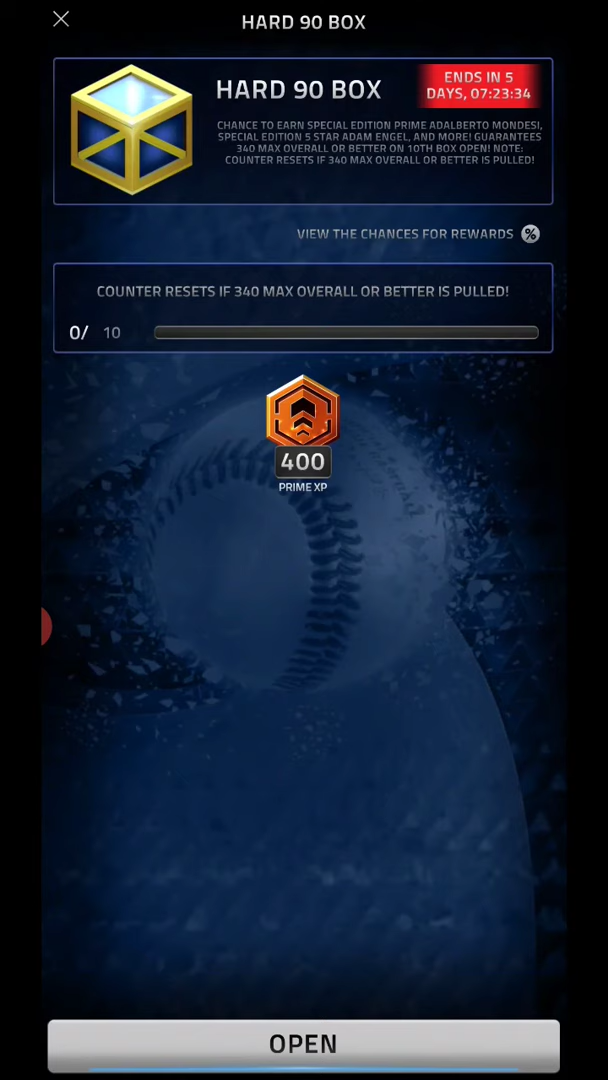 HARD 90 BOX
HARD 90 BOX
ENDS IN 5
DAYS, 07:23:34
CHANCE TO EARN SPECIAL EDITION PRIME ADALBERTO MONDESI,
SPECIAL EDITION 5 STAR ADAM ENGEL, AND MORE! GUARANTEES
340 MAX OVERALL OR BETTER ON 10TH BOX OPEN! NOTE:
COUNTER RESETS IF 340 MAX OVERALL OR BETTER IS PULLED!
VIEW THE CHANCES FOR REWARDS %
COUNTER RESETS IF 340 MAX OVERALL OR BETTER IS PULLED!
0/ 10
400
PRIME XP
OPEN